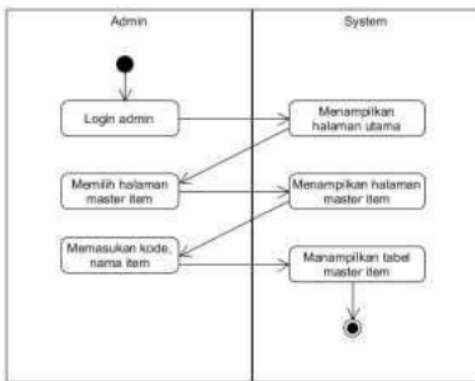 Admin
System
Login admin
Menampilkan
halaman utama
Memilih halaman
master item
Menampilkan halaman
master item
Memasukan kode,
nama item
Manampilkan tabel
master item